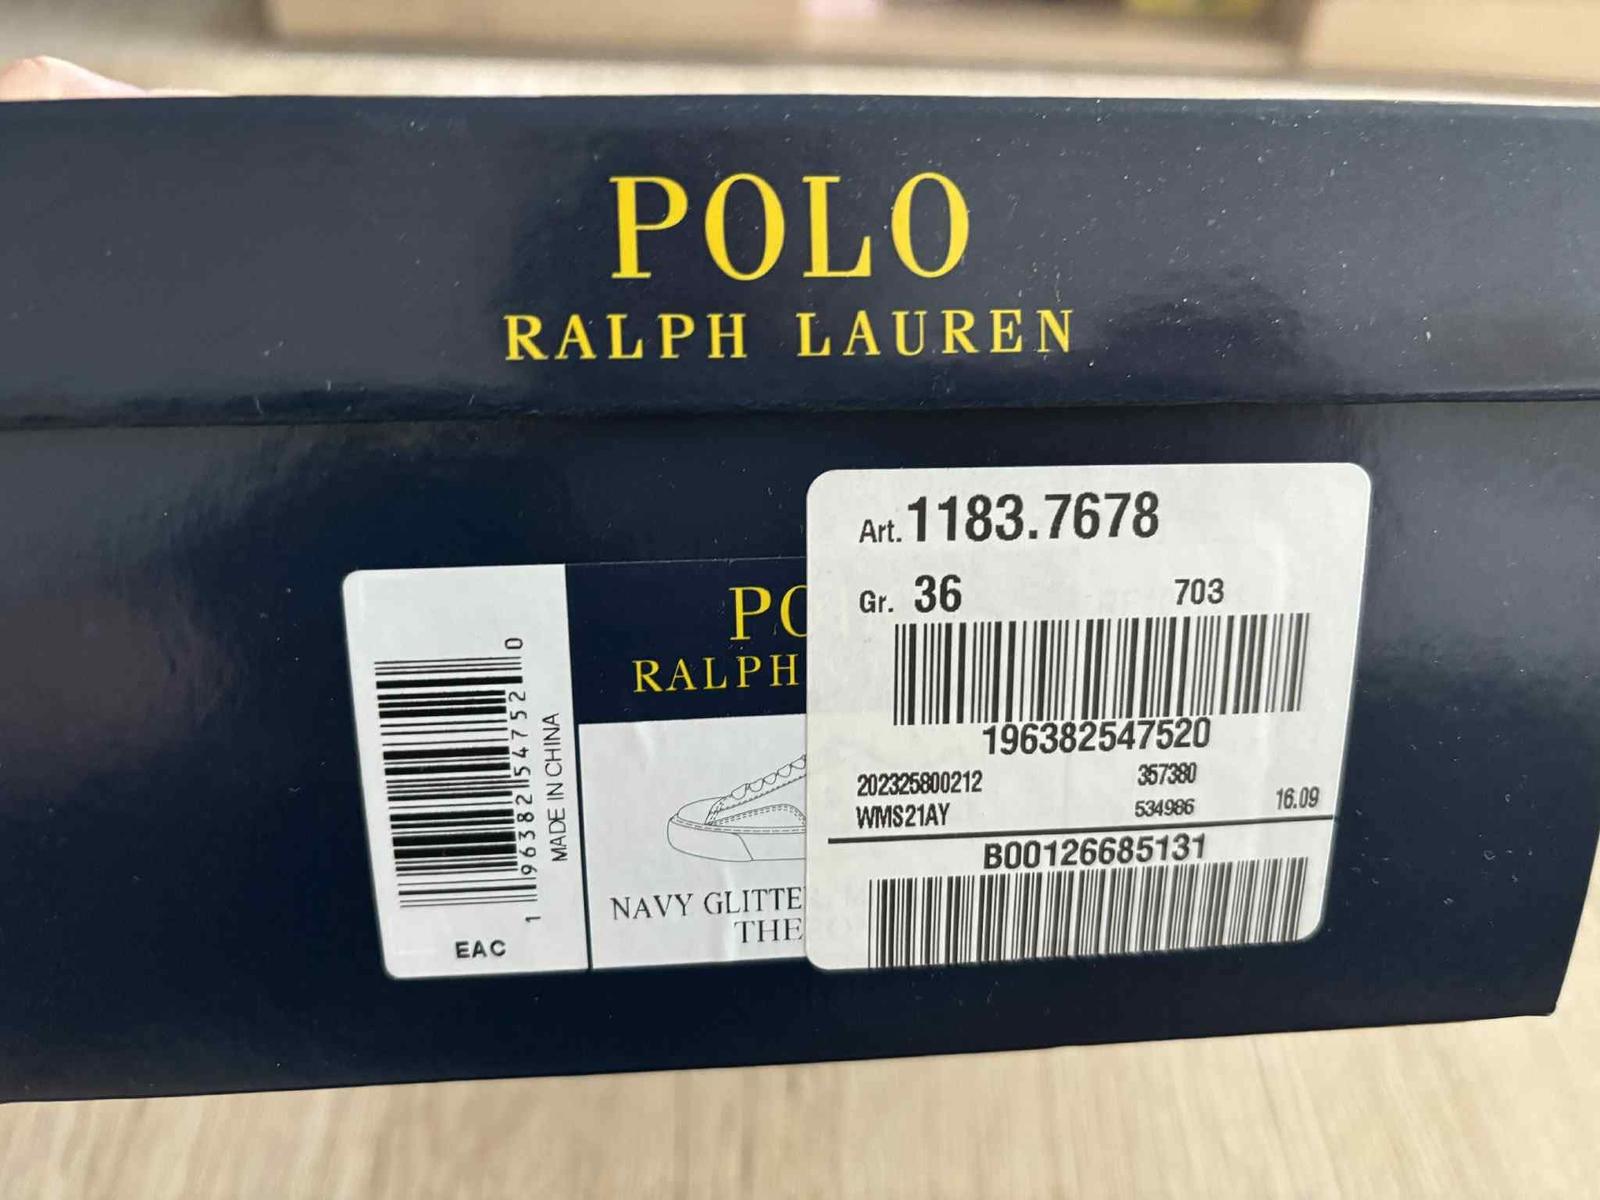 POLO
RALPH LAUREN
Art. 1183.7678
Gr. 36 703
196382547520
202325800212 357380
WMS21AY 534986 16.09
B00126685131
PO
RALPH
NAVY GLITTE
THE
1 96382 54752 0
MADE IN CHINA
EAC